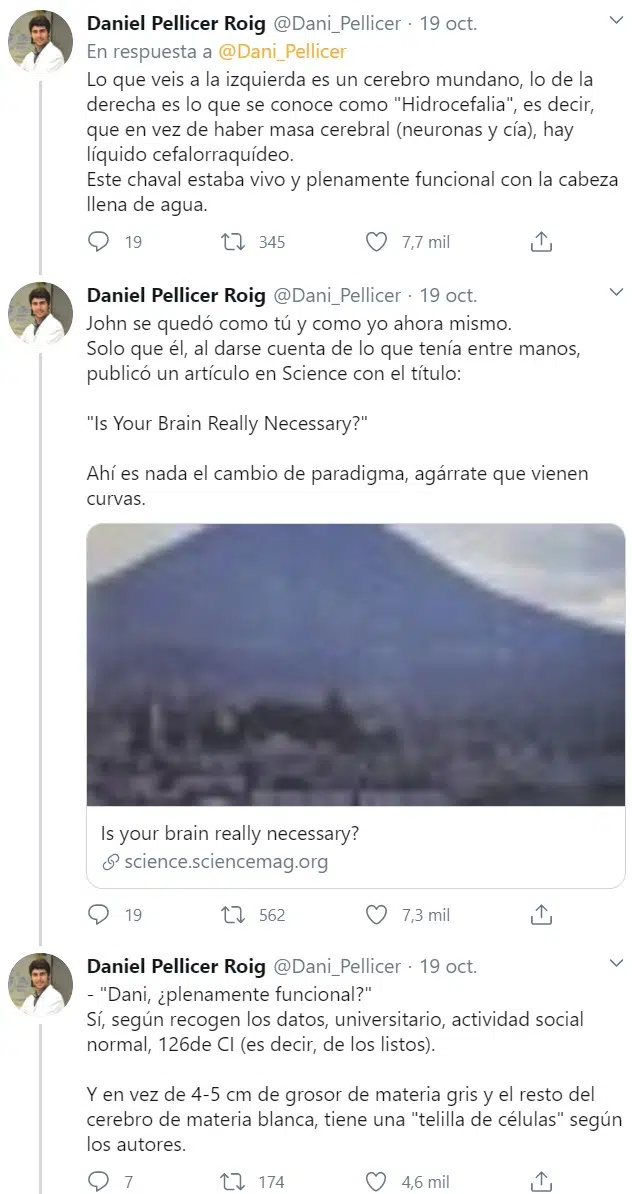 Daniel Pellicer Roig @Dani_Pellicer · 19 oct.
En respuesta a @Dani_Pellicer
Lo que veis a la izquierda es un cerebro mundano, lo de la
derecha es lo que se conoce como "Hidrocefalia", es decir,
que en vez de haber masa cerebral (neuronas y cía), hay
líquido cefalorraquídeo.
Este chaval estaba vivo y plenamente funcional con la cabeza
llena de agua.
19 345 7,7 mil
Daniel Pellicer Roig @Dani_Pellicer · 19 oct.
John se quedó como tú y como yo ahora mismo.
Solo que él, al darse cuenta de lo que tenía entre manos,
publicó un artículo en Science con el título:
"Is Your Brain Really Necessary?"
Ahí es nada el cambio de paradigma, agárrate que vienen
curvas.
Is your brain really necessary?
science.sciencemag.org
19 562 7,3 mil
Daniel Pellicer Roig @Dani_Pellicer · 19 oct.
- "Dani, ¿plenamente funcional?"
Sí, según recogen los datos, universitario, actividad social
normal, 126de CI (es decir, de los listos).
Y en vez de 4-5 cm de grosor de materia gris y el resto del
cerebro de materia blanca, tiene una "telilla de células" según
los autores.
7 174 4,6 mil